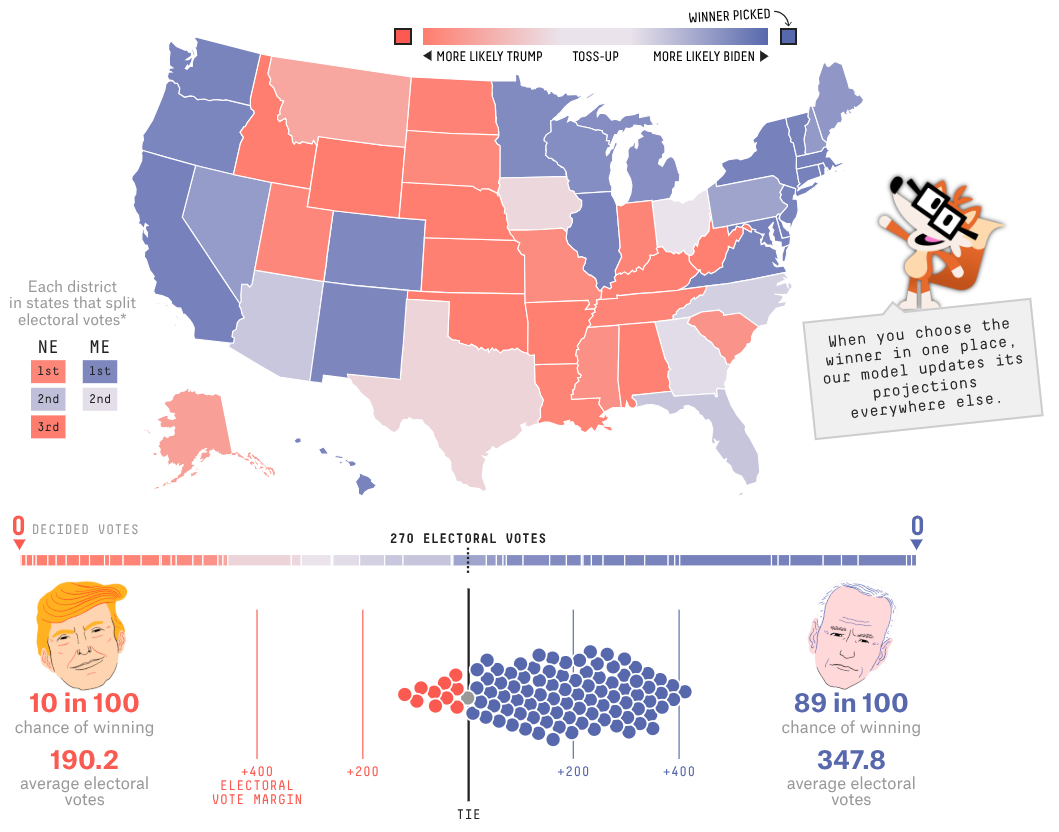 WINNER PICKED
MORE LIKELY TRUMP
TOSS-UP
MORE LIKELY BIDEN
Each district
in states that split
electoral votes*
NE
ME
1st
1st
2nd
2nd
3rd
When you choose the
winner in one place,
our model updates its
projections
everywhere else.
0 DECIDED VOTES
270 ELECTORAL VOTES
0
10 in 100
chance of winning
190.2
average electoral
votes
+400
ELECTORAL
VOTE MARGIN
+200
TIE
+200
+400
89 in 100
chance of winning
347.8
average electoral
votes